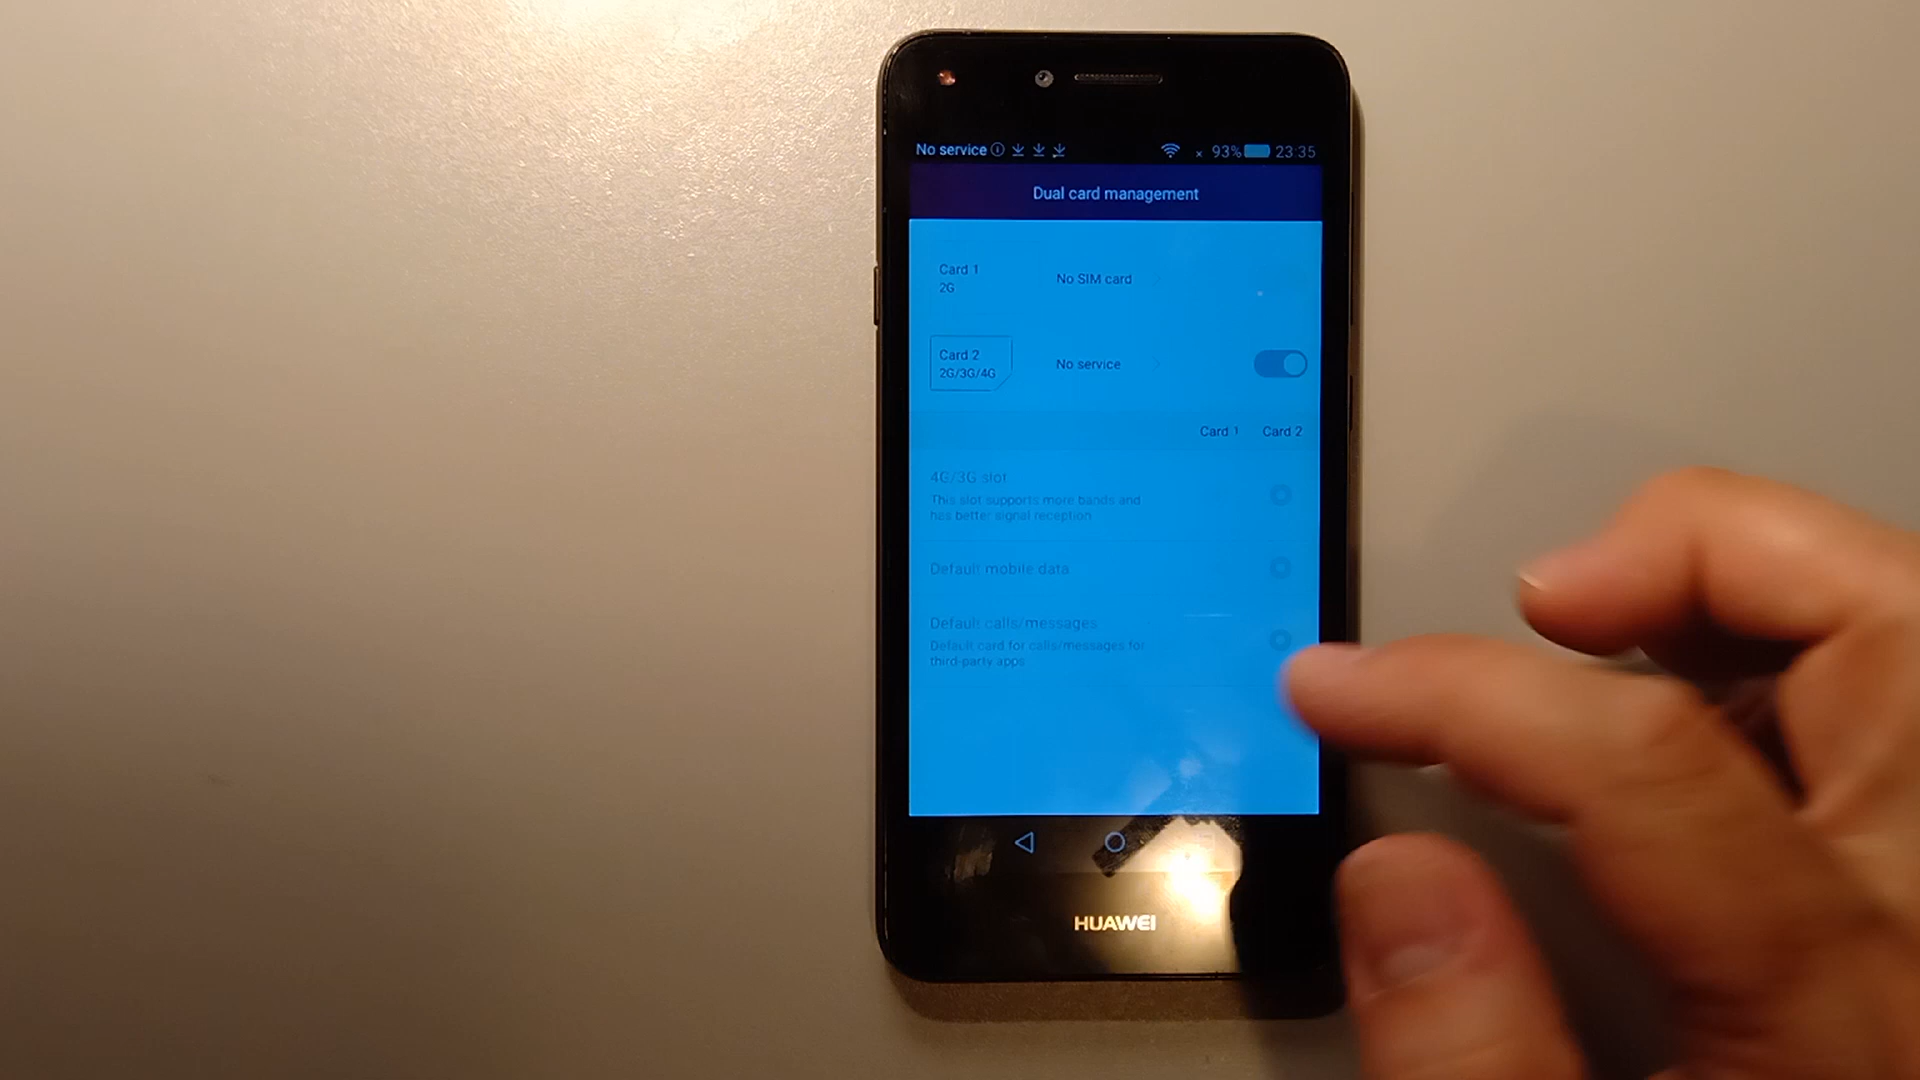 No service 93% 23:35
Dual card management
Card 1
2G
No SIM card
Card 2
2G/3G/4G
No service
Card 1 Card 2
4G/3G slot
This slot supports more bands and
has better signal reception
Default mobile data
Default calls/messages
Default card for calls/messages for
third-party apps
HUAWEI